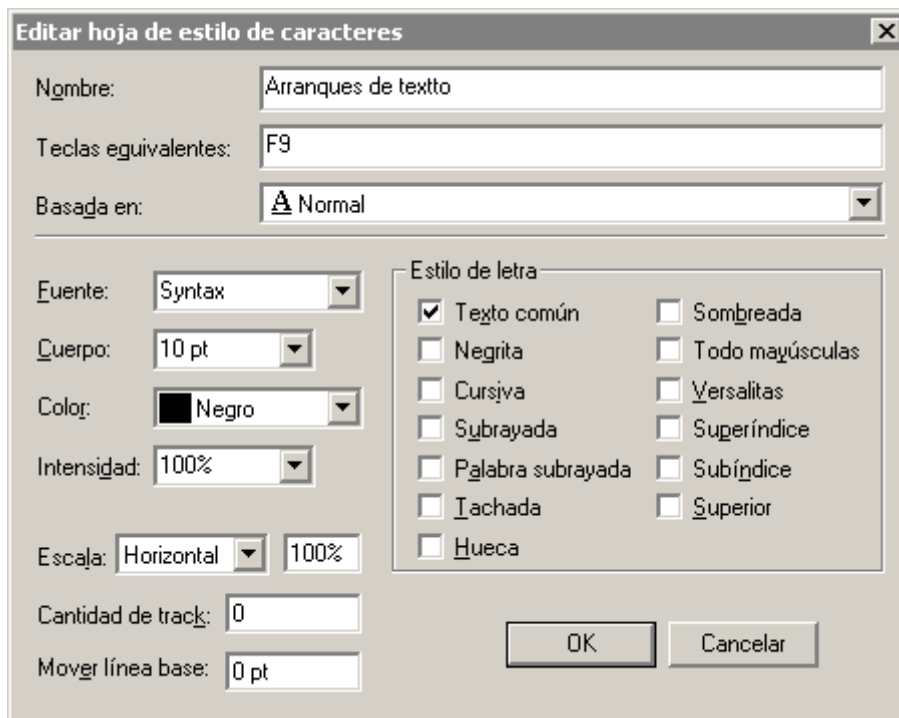 Editar hoja de estilo de caracteres
Nombre: Arranques de textto
Teclas eguivalentes: F9
Basada en: A Normal
Fuente: Syntax
Cuerpo: 10 pt
Color: Negro
Intensidad: 100%
Escala: Horizontal 100%
Cantidad de track: 0
Mover línea base: 0 pt
Estilo de letra
Texto común Sombreada
Negrita Todo mayúsculas
Cursiva Versalitas
Subrayada Superíndice
Palabra subrayada Subíndice
Tachada Superior
Hueca
OK Cancelar